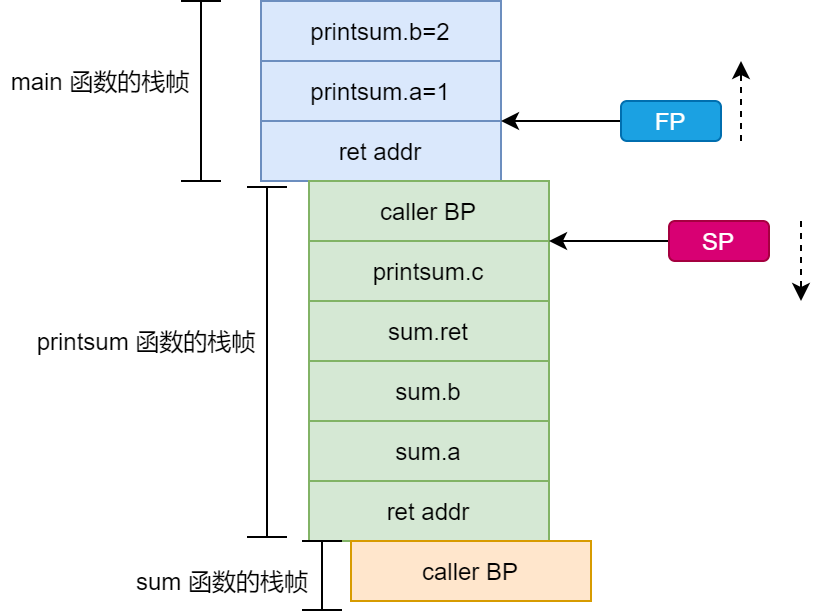 printsum.b=2
main 函数的栈帧
printsum.a=1
FP
ret addr
caller BP
SP
printsum.c
sum.ret
printsum 函数的栈帧
sum.b
sum.a
ret addr
caller BP
sum 函数的栈帧